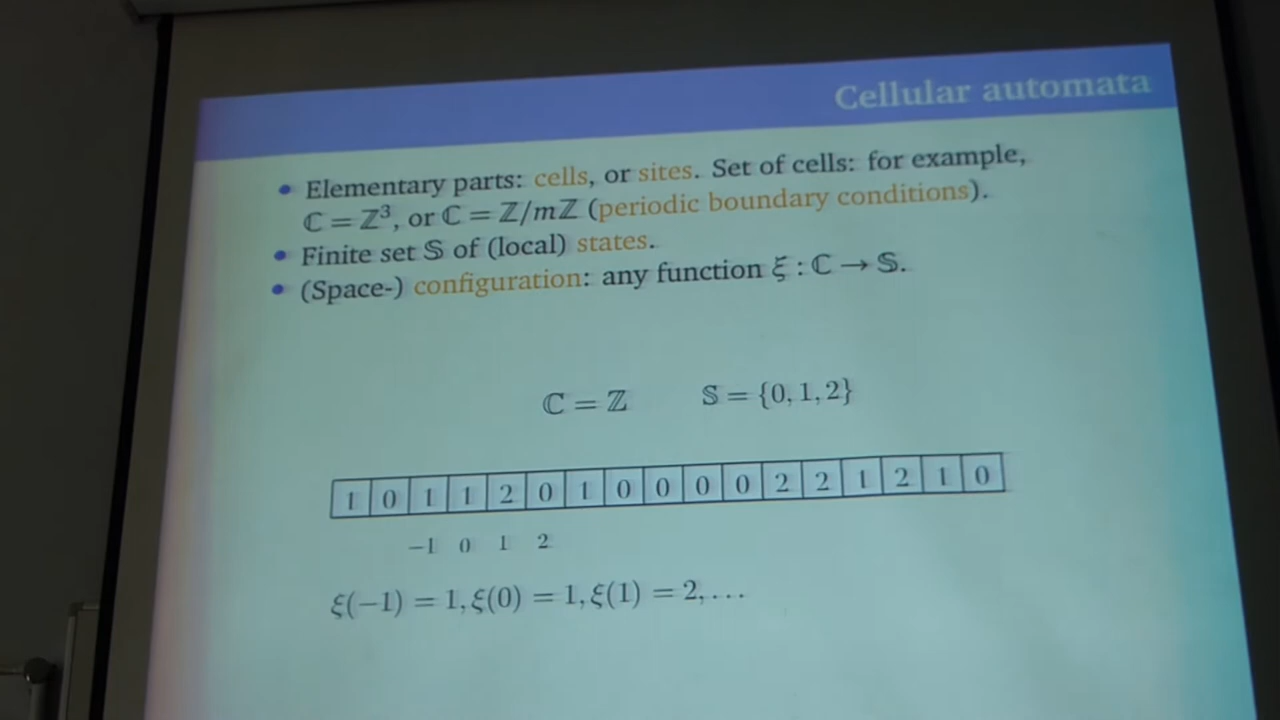 Cellular automata
• Elementary parts: cells, or sites. Set of cells: for example,
ℂ = ℤ³, or ℂ = ℤ/mℤ (periodic boundary conditions).
• Finite set 𝕊 of (local) states.
• (Space-) configuration: any function ξ : ℂ → 𝕊.
ℂ = ℤ 𝕊 = {0, 1, 2}
1 0 1 1 2 0 1 0 0 0 0 2 2 1 2 1 0
−1 0 1 2
ξ(−1) = 1, ξ(0) = 1, ξ(1) = 2, …